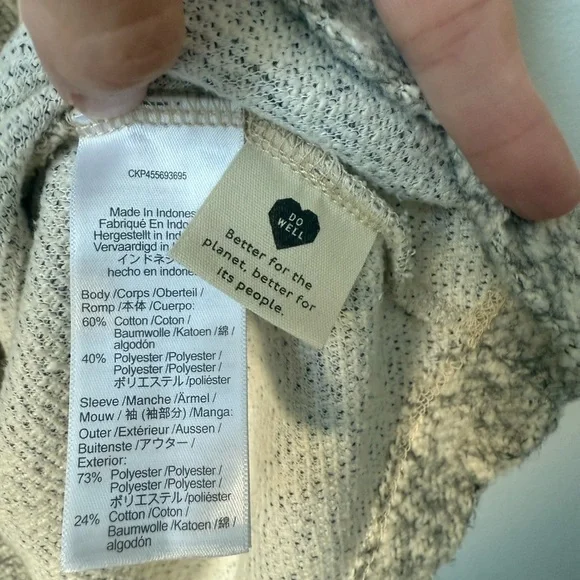 CKP455693695
Made In Indones
Fabriqué En Indo
Hergestellt in Ind
Vervaardigd in
インドネシ
hecho en indone
Body /Corps /Oberteil /
Romp /本体 /Cuerpo:
60% Cotton /Coton /
Baumwolle /Katoen /綿 /
algodón
40% Polyester /Polyester /
Polyester /Polyester /
ポリエステル /poliéster
Sleeve /Manche /Ärmel /
Mouw / 袖 (袖部分) /Manga:
Outer /Extérieur /Aussen /
Buitenste /アウター /
Exterior:
73% Polyester /Polyester /
Polyester /Polyester /
ポリエステル /poliéster
24% Cotton /Coton /
Baumwolle /Katoen /綿 /
algodón
DO
WELL
Better for the
planet, better for
its people.